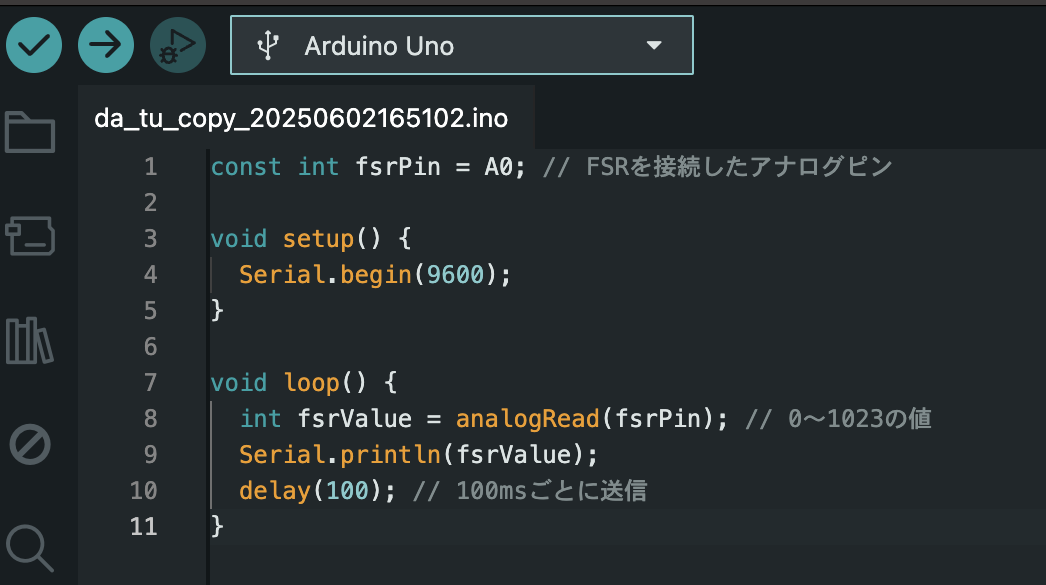 Arduino Uno
da_tu_copy_20250602165102.ino
1 const int fsrPin = A0; // FSRを接続したアナログピン
2
3 void setup() {
4   Serial.begin(9600);
5 }
6
7 void loop() {
8   int fsrValue = analogRead(fsrPin); // 0〜1023の値
9   Serial.println(fsrValue);
10   delay(100); // 100msごとに送信
11 }